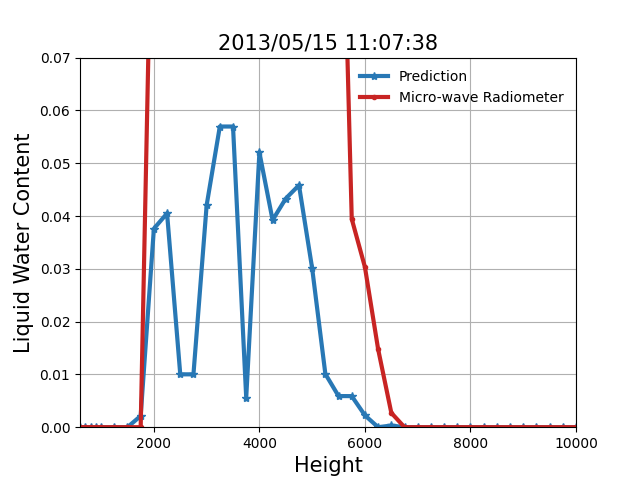 2013/05/15 11:07:38
Prediction
Micro-wave Radiometer
Liquid Water Content
0.07
0.06
0.05
0.04
0.03
0.02
0.01
0.00
2000 4000 6000 8000 10000
Height